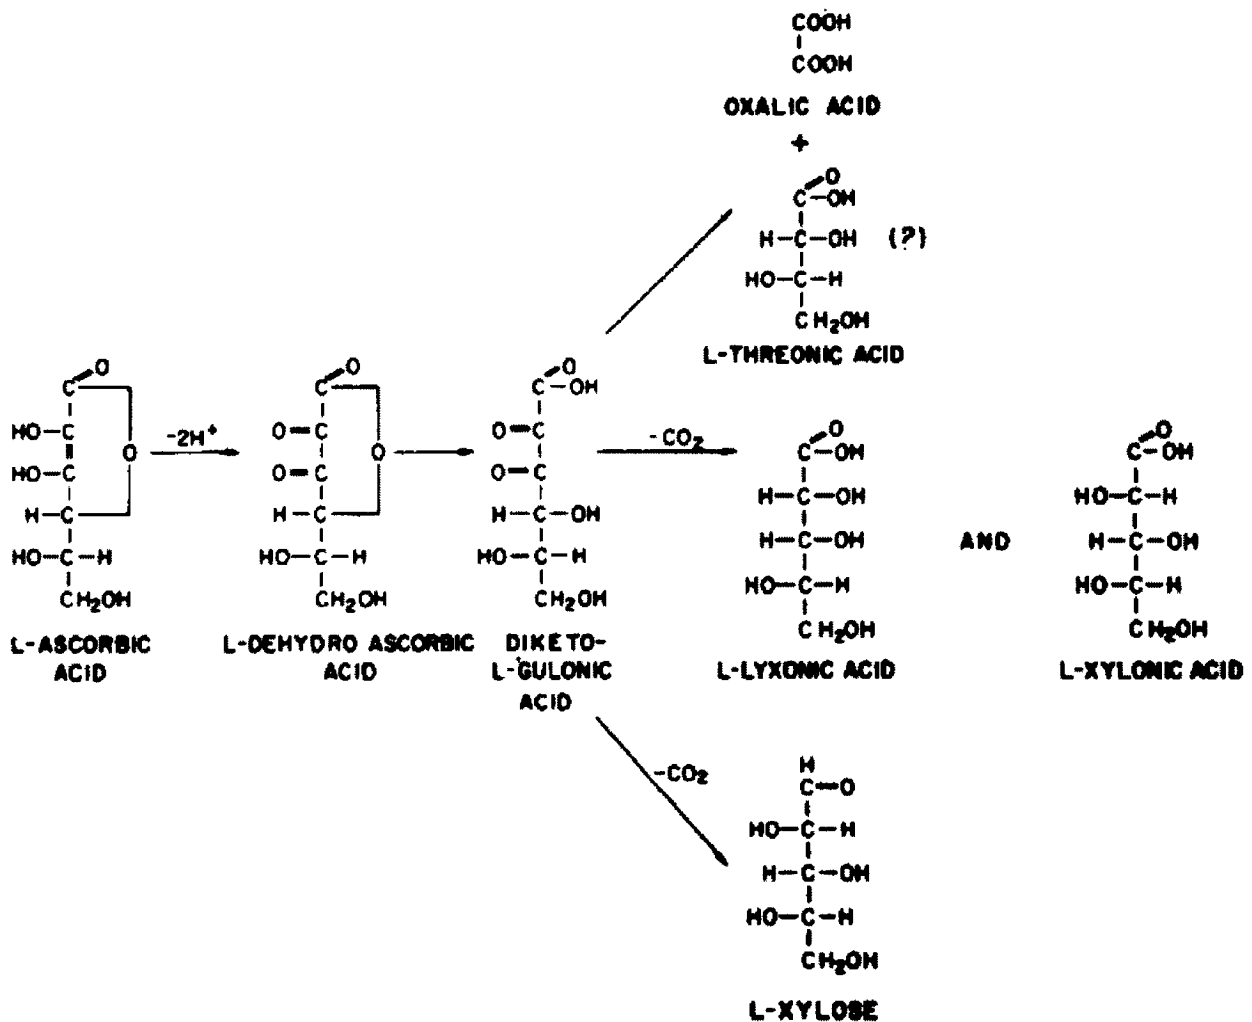 COOH
COOH
OXALIC ACID
+
C=O
C-OH
H-C-OH (?)
HO-C-H
CH₂OH
L-THREONIC ACID
C=O
HO-C
HO-C
O
H-C
HO-C-H
CH₂OH
L-ASCORBIC
ACID
-2H⁺
C=O
O=C
O=C
O
H-C
HO-C-H
CH₂OH
L-DEHYDRO ASCORBIC
ACID
C=O
C-OH
O=C
O=C
H-C-OH
HO-C-H
CH₂OH
DIKETO-
L-GULONIC
ACID
-CO₂
C=O
C-OH
H-C-OH
H-C-OH
HO-C-H
CH₂OH
L-LYXONIC ACID
AND
C=O
C-OH
HO-C-H
H-C-OH
HO-C-H
CH₂OH
L-XYLONIC ACID
-CO₂
H
C=O
HO-C-H
H-C-OH
HO-C-H
CH₂OH
L-XYLOSE